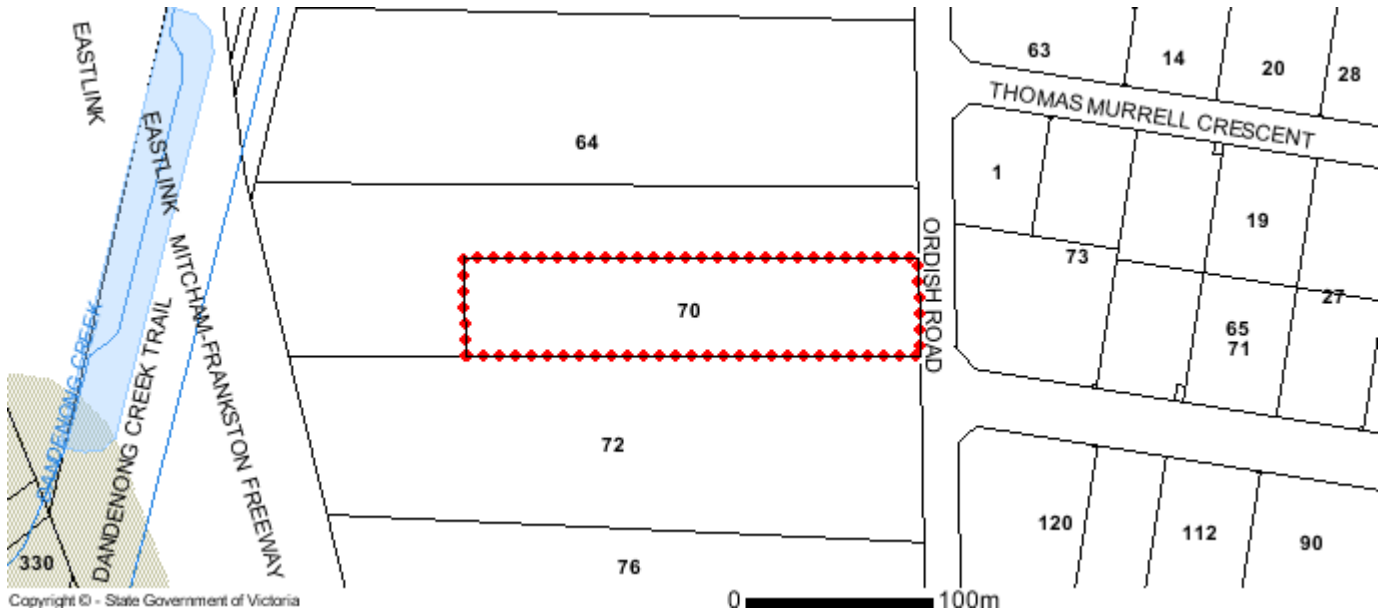 EASTLINK
EASTLINK
63
14
20
28
THOMAS MURRELL CRESCENT
64
1
19
ORDISH ROAD
73
27
70
65
71
MITCHAM-FRANKSTON FREEWAY
DANDENONG CREEK
DANDENONG CREEK TRAIL
72
120
112
90
330
76
Copyright © - State Government of Victoria
0
100m